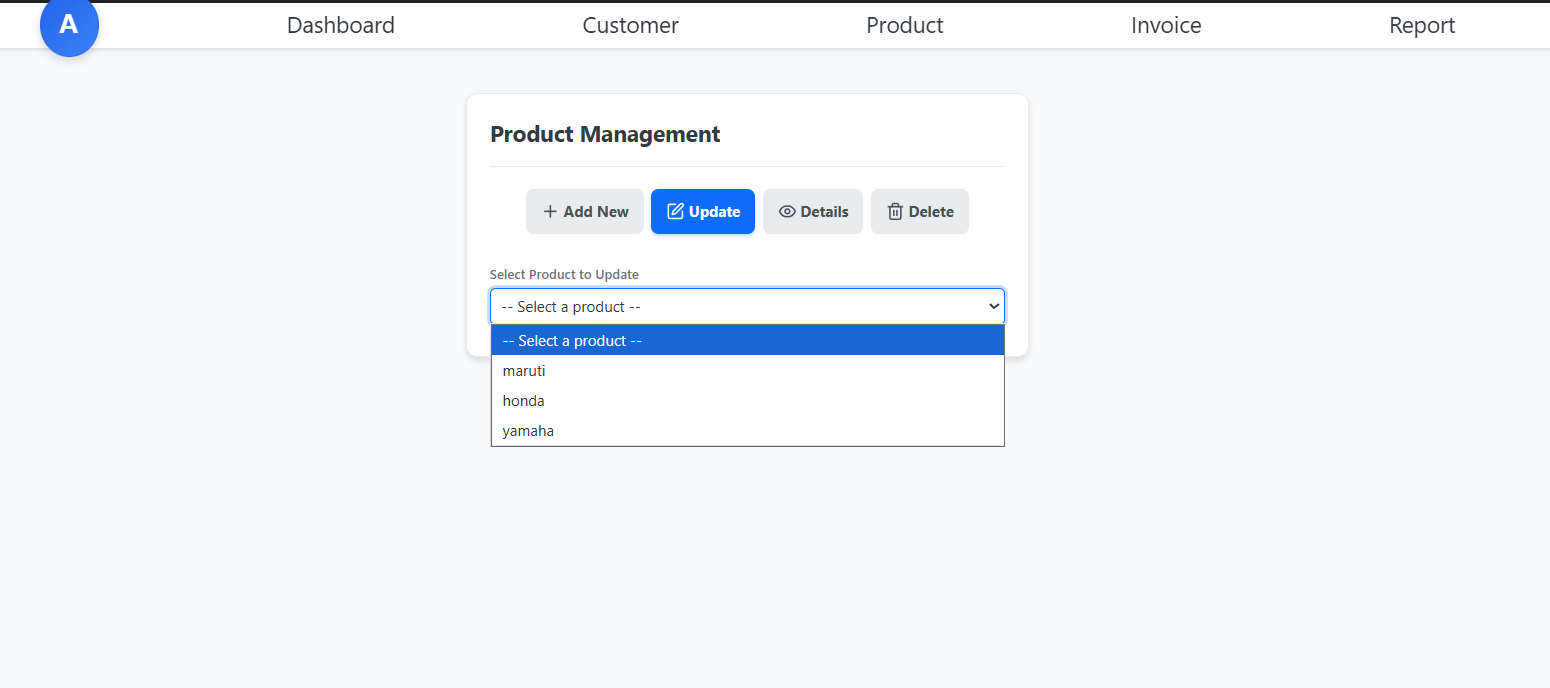 A Dashboard Customer Product Invoice Report
Product Management
Add New Update Details Delete
Select Product to Update
-- Select a product --
-- Select a product --
maruti
honda
yamaha